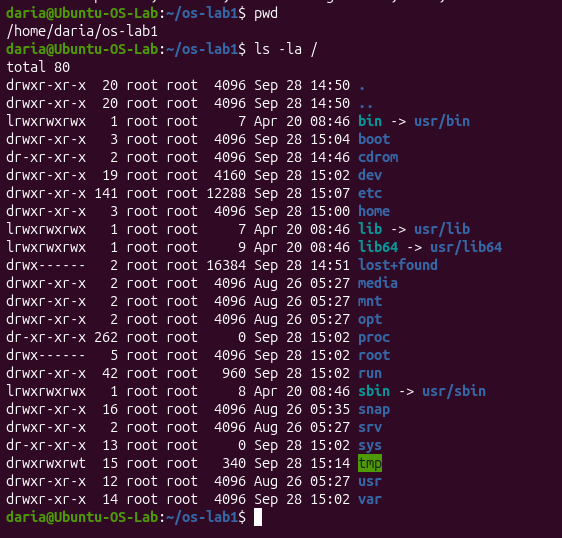 daria@Ubuntu-OS-Lab:~/os-lab1$ pwd
/home/daria/os-lab1
daria@Ubuntu-OS-Lab:~/os-lab1$ ls -la /
total 80
drwxr-xr-x  20 root root  4096 Sep 28 14:50 .
drwxr-xr-x  20 root root  4096 Sep 28 14:50 ..
lrwxrwxrwx   1 root root     7 Apr 20 08:46 bin -> usr/bin
drwxr-xr-x   3 root root  4096 Sep 28 15:04 boot
dr-xr-xr-x   2 root root  4096 Sep 28 14:46 cdrom
drwxr-xr-x  19 root root  4160 Sep 28 15:02 dev
drwxr-xr-x 141 root root 12288 Sep 28 15:07 etc
drwxr-xr-x   3 root root  4096 Sep 28 15:00 home
lrwxrwxrwx   1 root root     7 Apr 20 08:46 lib -> usr/lib
lrwxrwxrwx   1 root root     9 Apr 20 08:46 lib64 -> usr/lib64
drwx------   2 root root 16384 Sep 28 14:51 lost+found
drwxr-xr-x   2 root root  4096 Aug 26 05:27 media
drwxr-xr-x   2 root root  4096 Aug 26 05:27 mnt
drwxr-xr-x   2 root root  4096 Aug 26 05:27 opt
dr-xr-xr-x 262 root root     0 Sep 28 15:02 proc
drwx------   5 root root  4096 Sep 28 15:02 root
drwxr-xr-x  42 root root   960 Sep 28 15:02 run
lrwxrwxrwx   1 root root     8 Apr 20 08:46 sbin -> usr/sbin
drwxr-xr-x  16 root root  4096 Aug 26 05:35 snap
drwxr-xr-x   2 root root  4096 Aug 26 05:27 srv
dr-xr-xr-x  13 root root     0 Sep 28 15:02 sys
drwxrwxrwt  15 root root   340 Sep 28 15:14 tmp
drwxr-xr-x  12 root root  4096 Aug 26 05:27 usr
drwxr-xr-x  14 root root  4096 Sep 28 15:02 var
daria@Ubuntu-OS-Lab:~/os-lab1$